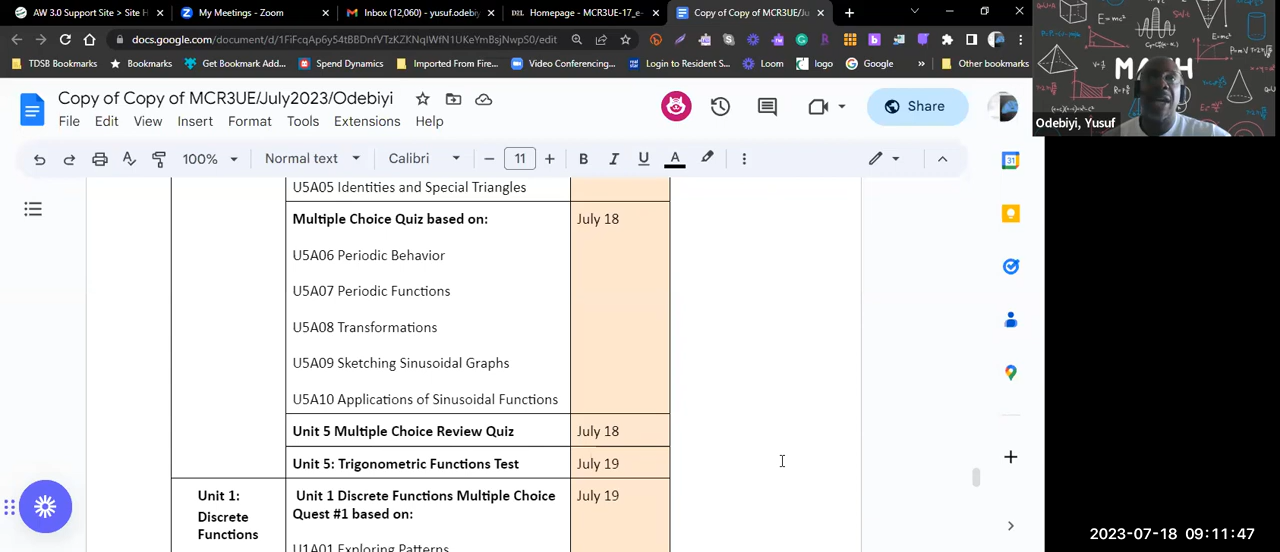 AW 3.0 Support Site > Site H
My Meetings - Zoom
Inbox (12,060) - yusuf.odebiy
Homepage - MCR3UE-17_e
Copy of Copy of MCR3UE/Ju
docs.google.com/document/d/1FiFcqAp6y54tBBDnfVTzKZKNqIWfN1UKeYmBsjNwpS0/edit
TDSB Bookmarks
Bookmarks
Get Bookmark Add...
Spend Dynamics
Imported From Firef...
Video Conferencing...
Login to Resident S...
Loom
logo
Google
Other bookmarks
MATH
Odebiyi, Yusuf
Copy of Copy of MCR3UE/July2023/Odebiyi
File Edit View Insert Format Tools Extensions Help
Share
100% Normal text Calibri 11 B I U A
U5A05 Identities and Special Triangles
Multiple Choice Quiz based on: July 18
U5A06 Periodic Behavior
U5A07 Periodic Functions
U5A08 Transformations
U5A09 Sketching Sinusoidal Graphs
U5A10 Applications of Sinusoidal Functions
Unit 5 Multiple Choice Review Quiz July 18
Unit 5: Trigonometric Functions Test July 19
Unit 1:
Discrete
Functions
Unit 1 Discrete Functions Multiple Choice
Quest #1 based on:
July 19
U1A01 Exploring Patterns
2023-07-18 09:11:47